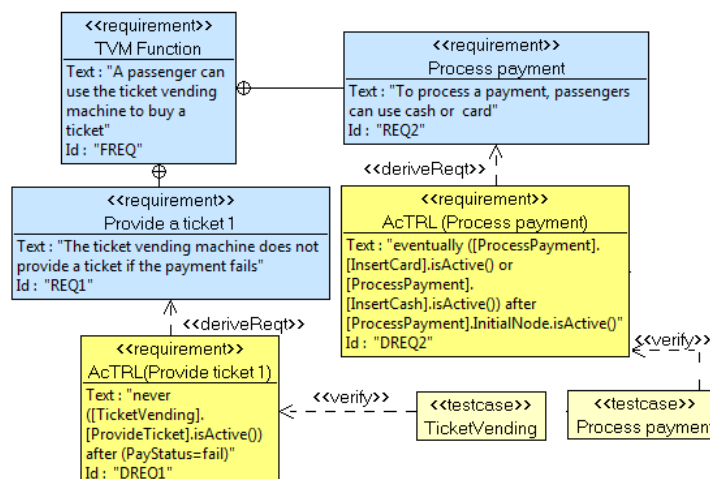 <<requirement>>
TVM Function
Text : "A passenger can
use the ticket vending
machine to buy a
ticket"
Id : "FREQ"
<<requirement>>
Process payment
Text : "To process a payment, passengers
can use cash or card"
Id : "REQ2"
<<deriveReqt>>
<<requirement>>
Provide a ticket 1
Text : "The ticket vending machine does not
provide a ticket if the payment fails"
Id : "REQ1"
<<requirement>>
AcTRL (Process payment)
Text : "eventually ([ProcessPayment].
[InsertCard].isActive() or
[ProcessPayment].
[InsertCash].isActive()) after
[ProcessPayment].InitialNode.isActive()"
Id : "DREQ2"
<<deriveReqt>>
<<requirement>>
AcTRL(Provide ticket 1)
Text : "never
([TicketVending].
[ProvideTicket].isActive())
after (PayStatus=fail)"
Id : "DREQ1"
<<verify>>
<<testcase>>
TicketVending
<<verify>>
<<testcase>>
Process payment